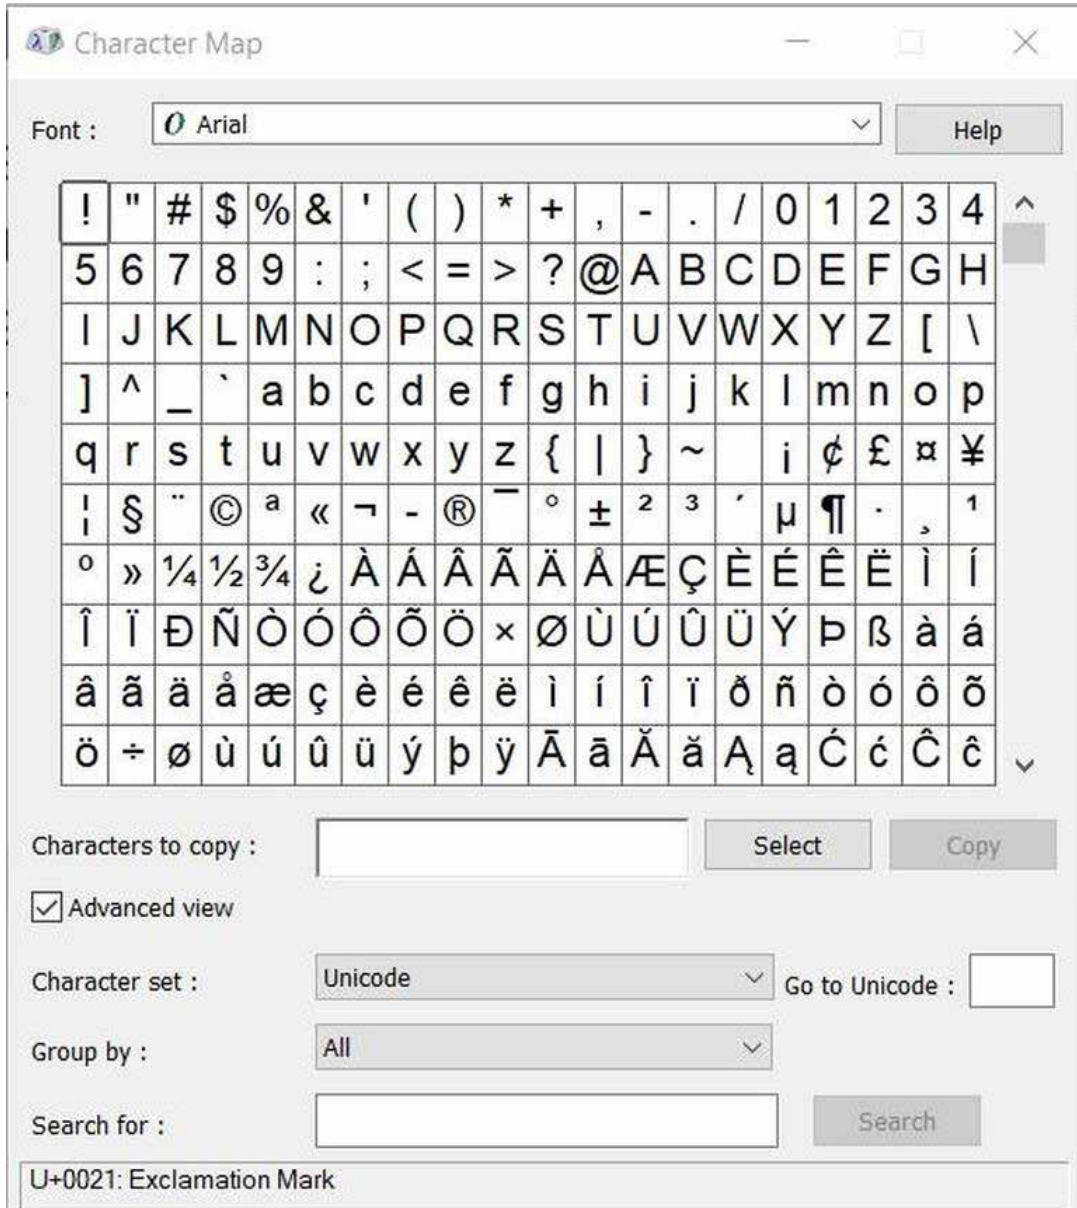 Character Map
Font : O Arial Help
! " # $ % & ' ( ) * + , - . / 0 1 2 3 4
5 6 7 8 9 : ; < = > ? @ A B C D E F G H
I J K L M N O P Q R S T U V W X Y Z [ \
] ^ _ ` a b c d e f g h i j k l m n o p
q r s t u v w x y z { | } ~ ¡ ¢ £ ¤ ¥
¦ § ¨ © ª « ¬ - ® ¯ ° ± ² ³ ´ µ ¶ · ¸ ¹
º » ¼ ½ ¾ ¿ À Á Â Ã Ä Å Æ Ç È É Ê Ë Ì Í
Î Ï Ð Ñ Ò Ó Ô Õ Ö × Ø Ù Ú Û Ü Ý Þ ß à á
â ã ä å æ ç è é ê ë ì í î ï ð ñ ò ó ô õ
ö ÷ ø ù ú û ü ý þ ÿ Ā ā Ă ă Ą ą Ć ć Ĉ ĉ
Characters to copy : Select Copy
Advanced view
Character set : Unicode Go to Unicode :
Group by : All
Search for : Search
U+0021: Exclamation Mark